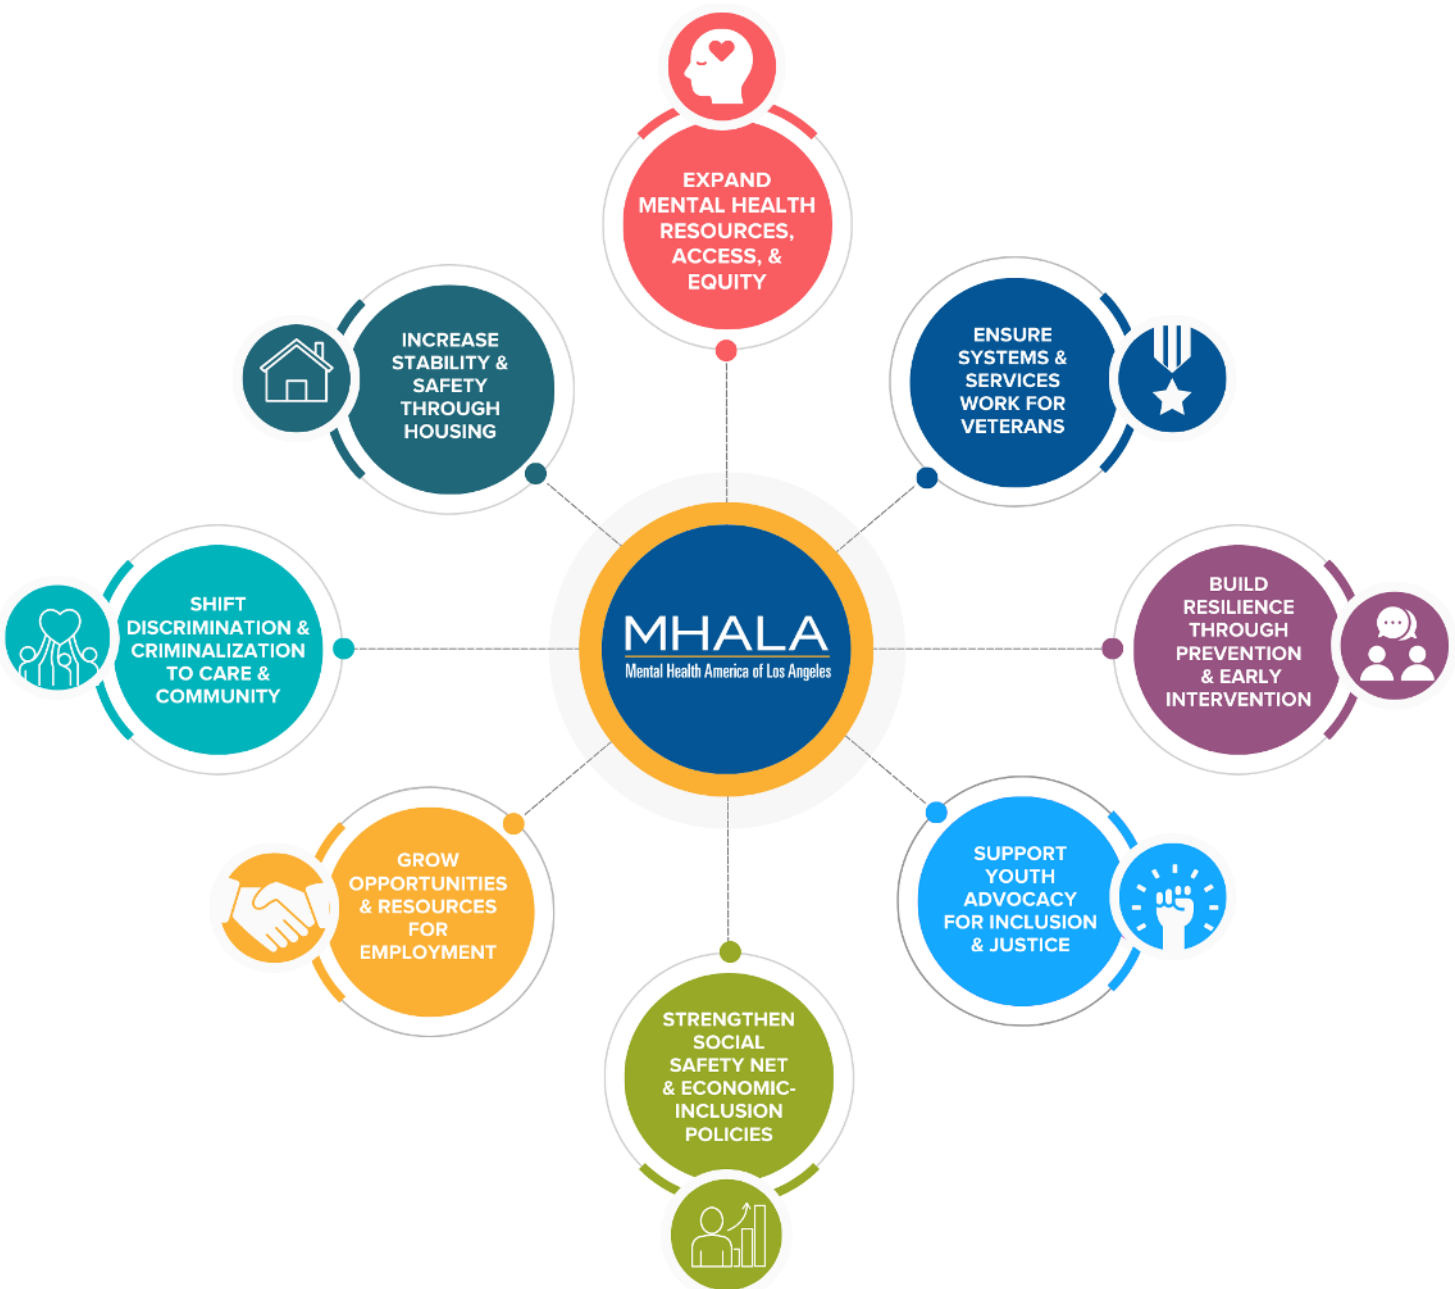 EXPAND
MENTAL HEALTH
RESOURCES,
ACCESS, &
EQUITY
ENSURE
SYSTEMS &
SERVICES
WORK FOR
VETERANS
BUILD
RESILIENCE
THROUGH
PREVENTION
& EARLY
INTERVENTION
SUPPORT
YOUTH
ADVOCACY
FOR INCLUSION
& JUSTICE
STRENGTHEN
SOCIAL
SAFETY NET
& ECONOMIC-
INCLUSION
POLICIES
GROW
OPPORTUNITIES
& RESOURCES
FOR
EMPLOYMENT
SHIFT
DISCRIMINATION &
CRIMINALIZATION
TO CARE &
COMMUNITY
INCREASE
STABILITY &
SAFETY
THROUGH
HOUSING
MHALA
Mental Health America of Los Angeles